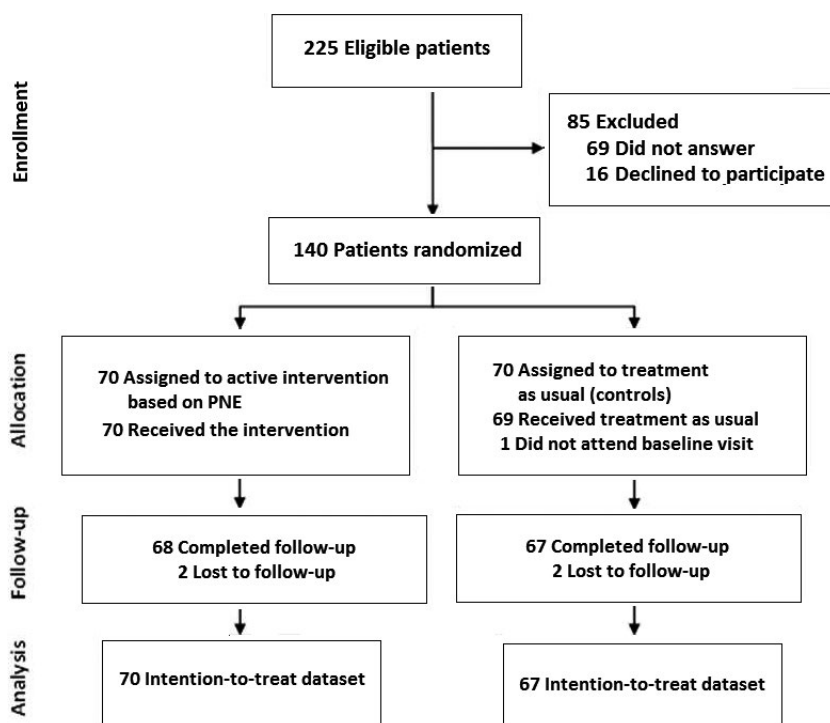 Enrollment
225 Eligible patients
85 Excluded
69 Did not answer
16 Declined to participate
140 Patients randomized
Allocation
70 Assigned to active intervention
based on PNE
70 Received the intervention
70 Assigned to treatment
as usual (controls)
69 Received treatment as usual
1 Did not attend baseline visit
Follow-up
68 Completed follow-up
2 Lost to follow-up
67 Completed follow-up
2 Lost to follow-up
Analysis
70 Intention-to-treat dataset
67 Intention-to-treat dataset